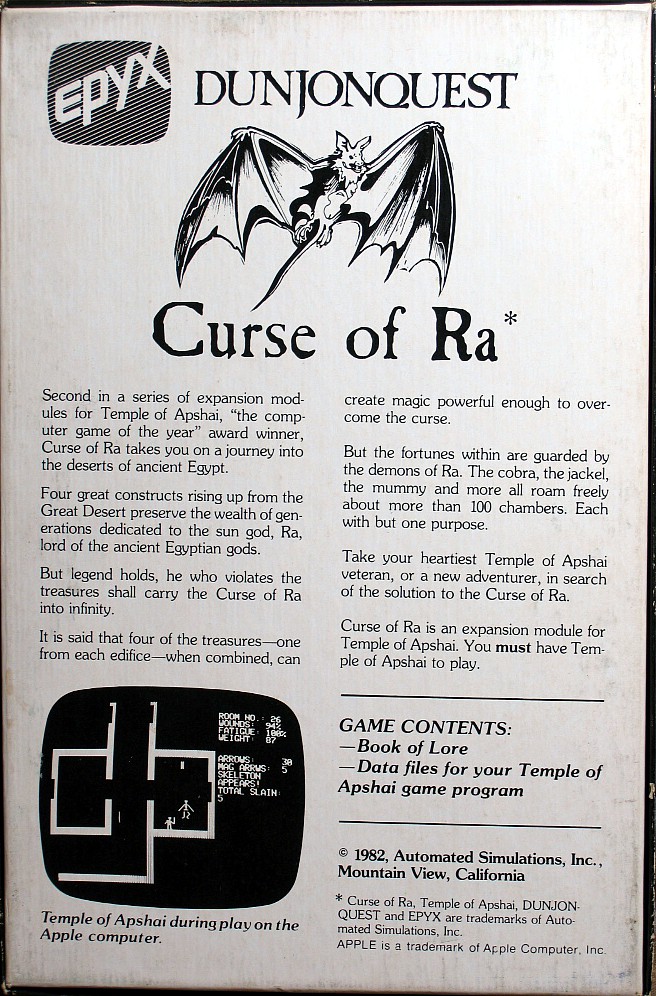 EPYX
DUNJONQUEST
Curse of Ra*
Second in a series of expansion mod-
ules for Temple of Apshai, “the comp-
uter game of the year” award winner,
Curse of Ra takes you on a journey into
the deserts of ancient Egypt.
Four great constructs rising up from the
Great Desert preserve the wealth of gen-
erations dedicated to the sun god, Ra,
lord of the ancient Egyptian gods.
But legend holds, he who violates the
treasures shall carry the Curse of Ra
into infinity.
It is said that four of the treasures—one
from each edifice—when combined, can
create magic powerful enough to over-
come the curse.
But the fortunes within are guarded by
the demons of Ra. The cobra, the jackel,
the mummy and more all roam freely
about more than 100 chambers. Each
with but one purpose.
Take your heartiest Temple of Apshai
veteran, or a new adventurer, in search
of the solution to the Curse of Ra.
Curse of Ra is an expansion module for
Temple of Apshai. You must have Tem-
ple of Apshai to play.
ROOM NO.: 26
WOUNDS: 94%
FATIGUE: 100%
WEIGHT: 87
ARROWS: 30
MAG ARRWS: 5
SKELETON
APPEARS!
TOTAL SLAIN:
5
Temple of Apshai during play on the
Apple computer.
GAME CONTENTS:
—Book of Lore
—Data files for your Temple of
Apshai game program
© 1982, Automated Simulations, Inc.,
Mountain View, California
* Curse of Ra, Temple of Apshai, DUNJON-
QUEST and EPYX are trademarks of Auto-
mated Simulations, Inc.
APPLE is a trademark of Apple Computer, Inc.